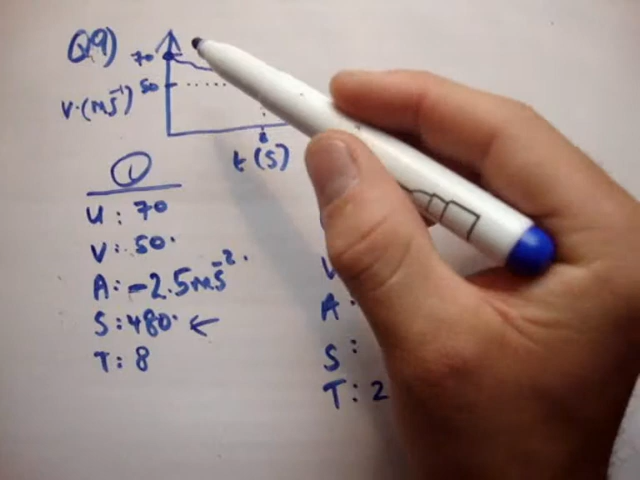 Q9)
70
50
V.(ms⁻¹)
8
t(s)
①
U: 70
V: 50.
A: -2.5ms⁻².
S: 480. ←
T: 8
V
A:
S:
T: 2